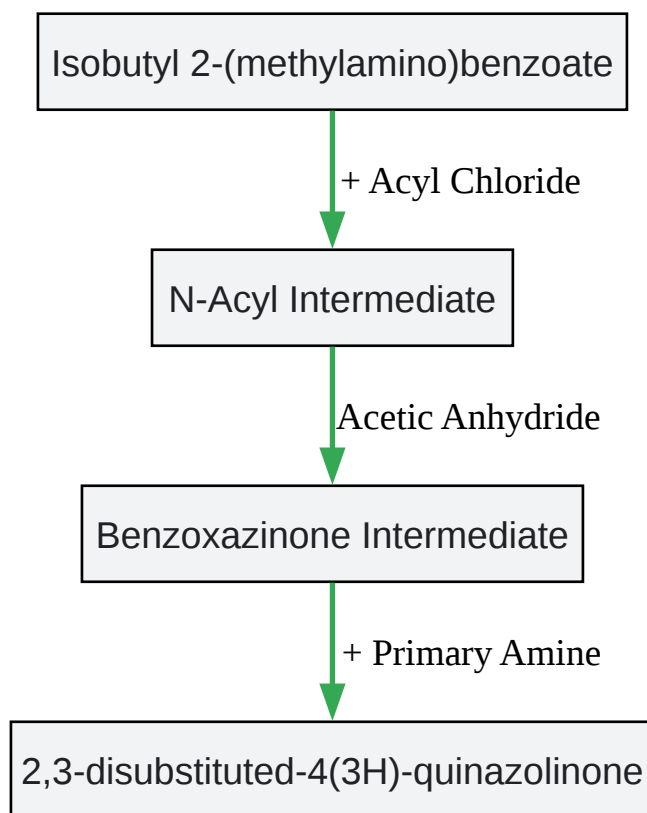 Isobutyl 2-(methylamino)benzoate
+ Acyl Chloride
N-Acyl Intermediate
Acetic Anhydride
Benzoxazinone Intermediate
+ Primary Amine
2,3-disubstituted-4(3H)-quinazolinone